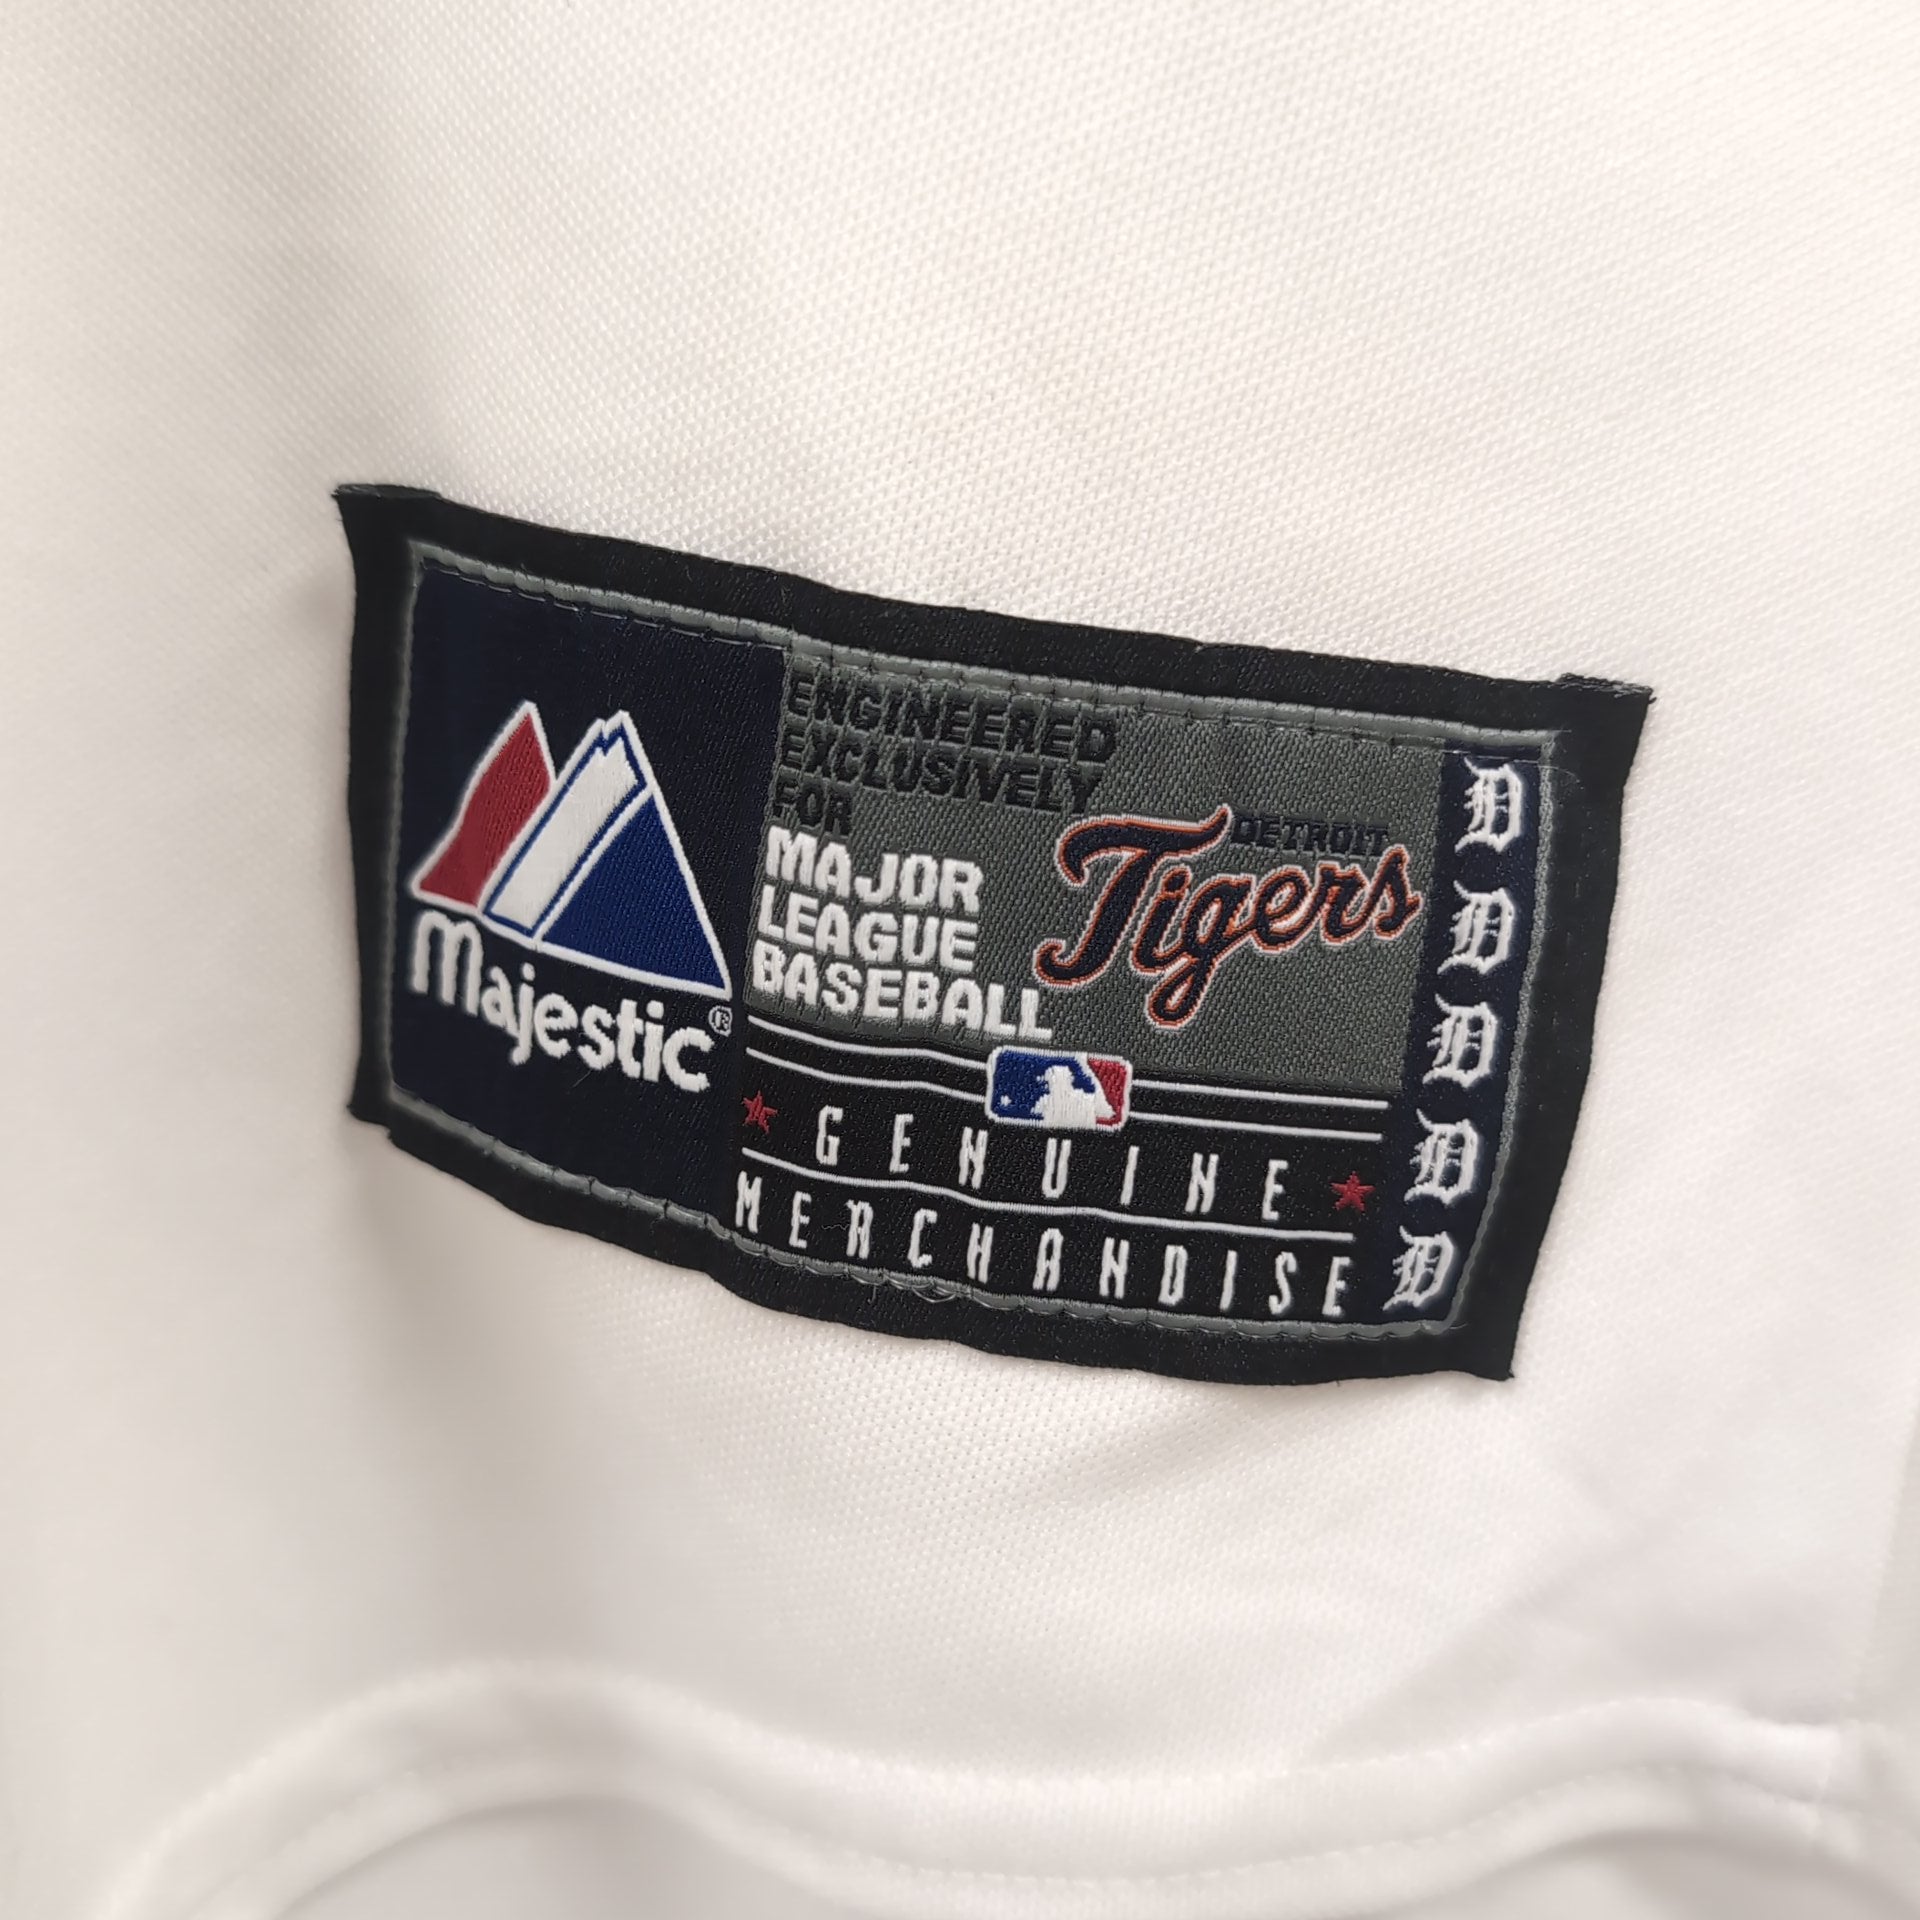 Majestic®
ENGINEERED
EXCLUSIVELY
FOR
MAJOR
LEAGUE
BASEBALL
DETROIT
Tigers
GENUINE
MERCHANDISE
D
D
D
D
D